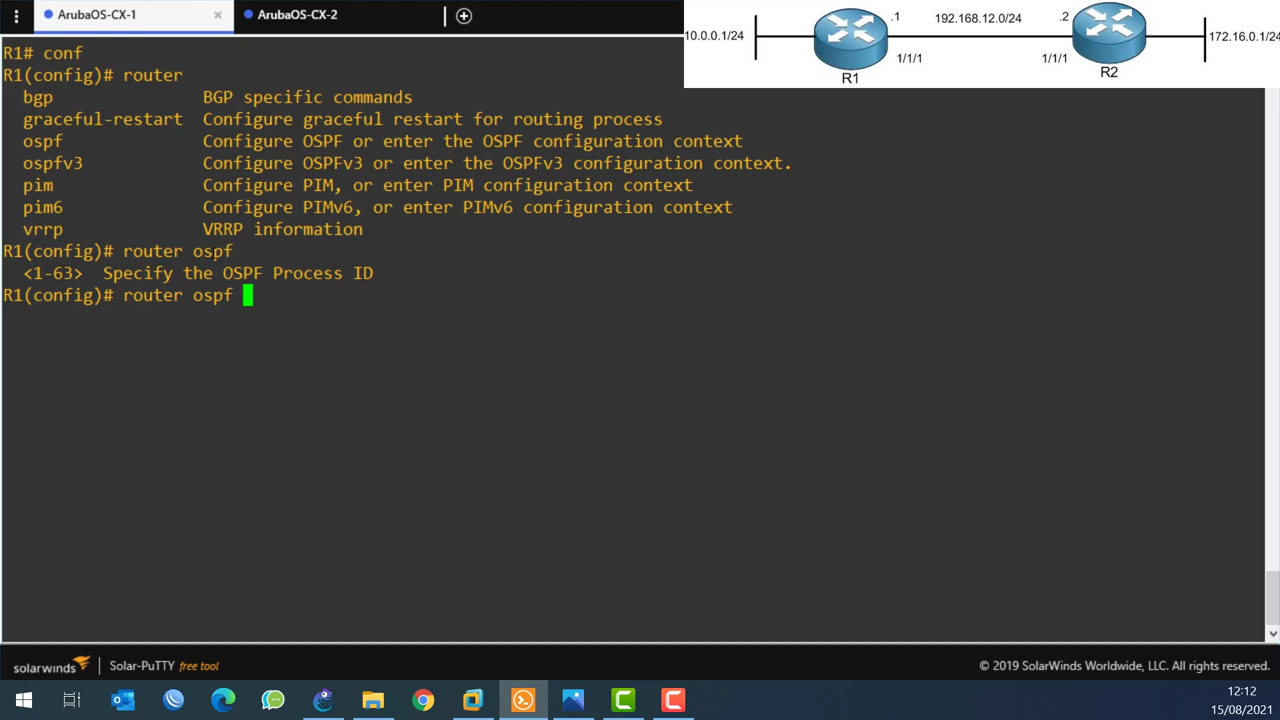 ArubaOS-CX-1 × ArubaOS-CX-2
10.0.0.1/24 .1 192.168.12.0/24 .2 172.16.0.1/24
1/1/1 1/1/1
R1 R2
R1# conf
R1(config)# router
bgp BGP specific commands
graceful-restart Configure graceful restart for routing process
ospf Configure OSPF or enter the OSPF configuration context
ospfv3 Configure OSPFv3 or enter the OSPFv3 configuration context.
pim Configure PIM, or enter PIM configuration context
pim6 Configure PIMv6, or enter PIMv6 configuration context
vrrp VRRP information
R1(config)# router ospf
<1-63> Specify the OSPF Process ID
R1(config)# router ospf
solarwinds Solar-PuTTY free tool © 2019 SolarWinds Worldwide, LLC. All rights reserved.
12:12
15/08/2021